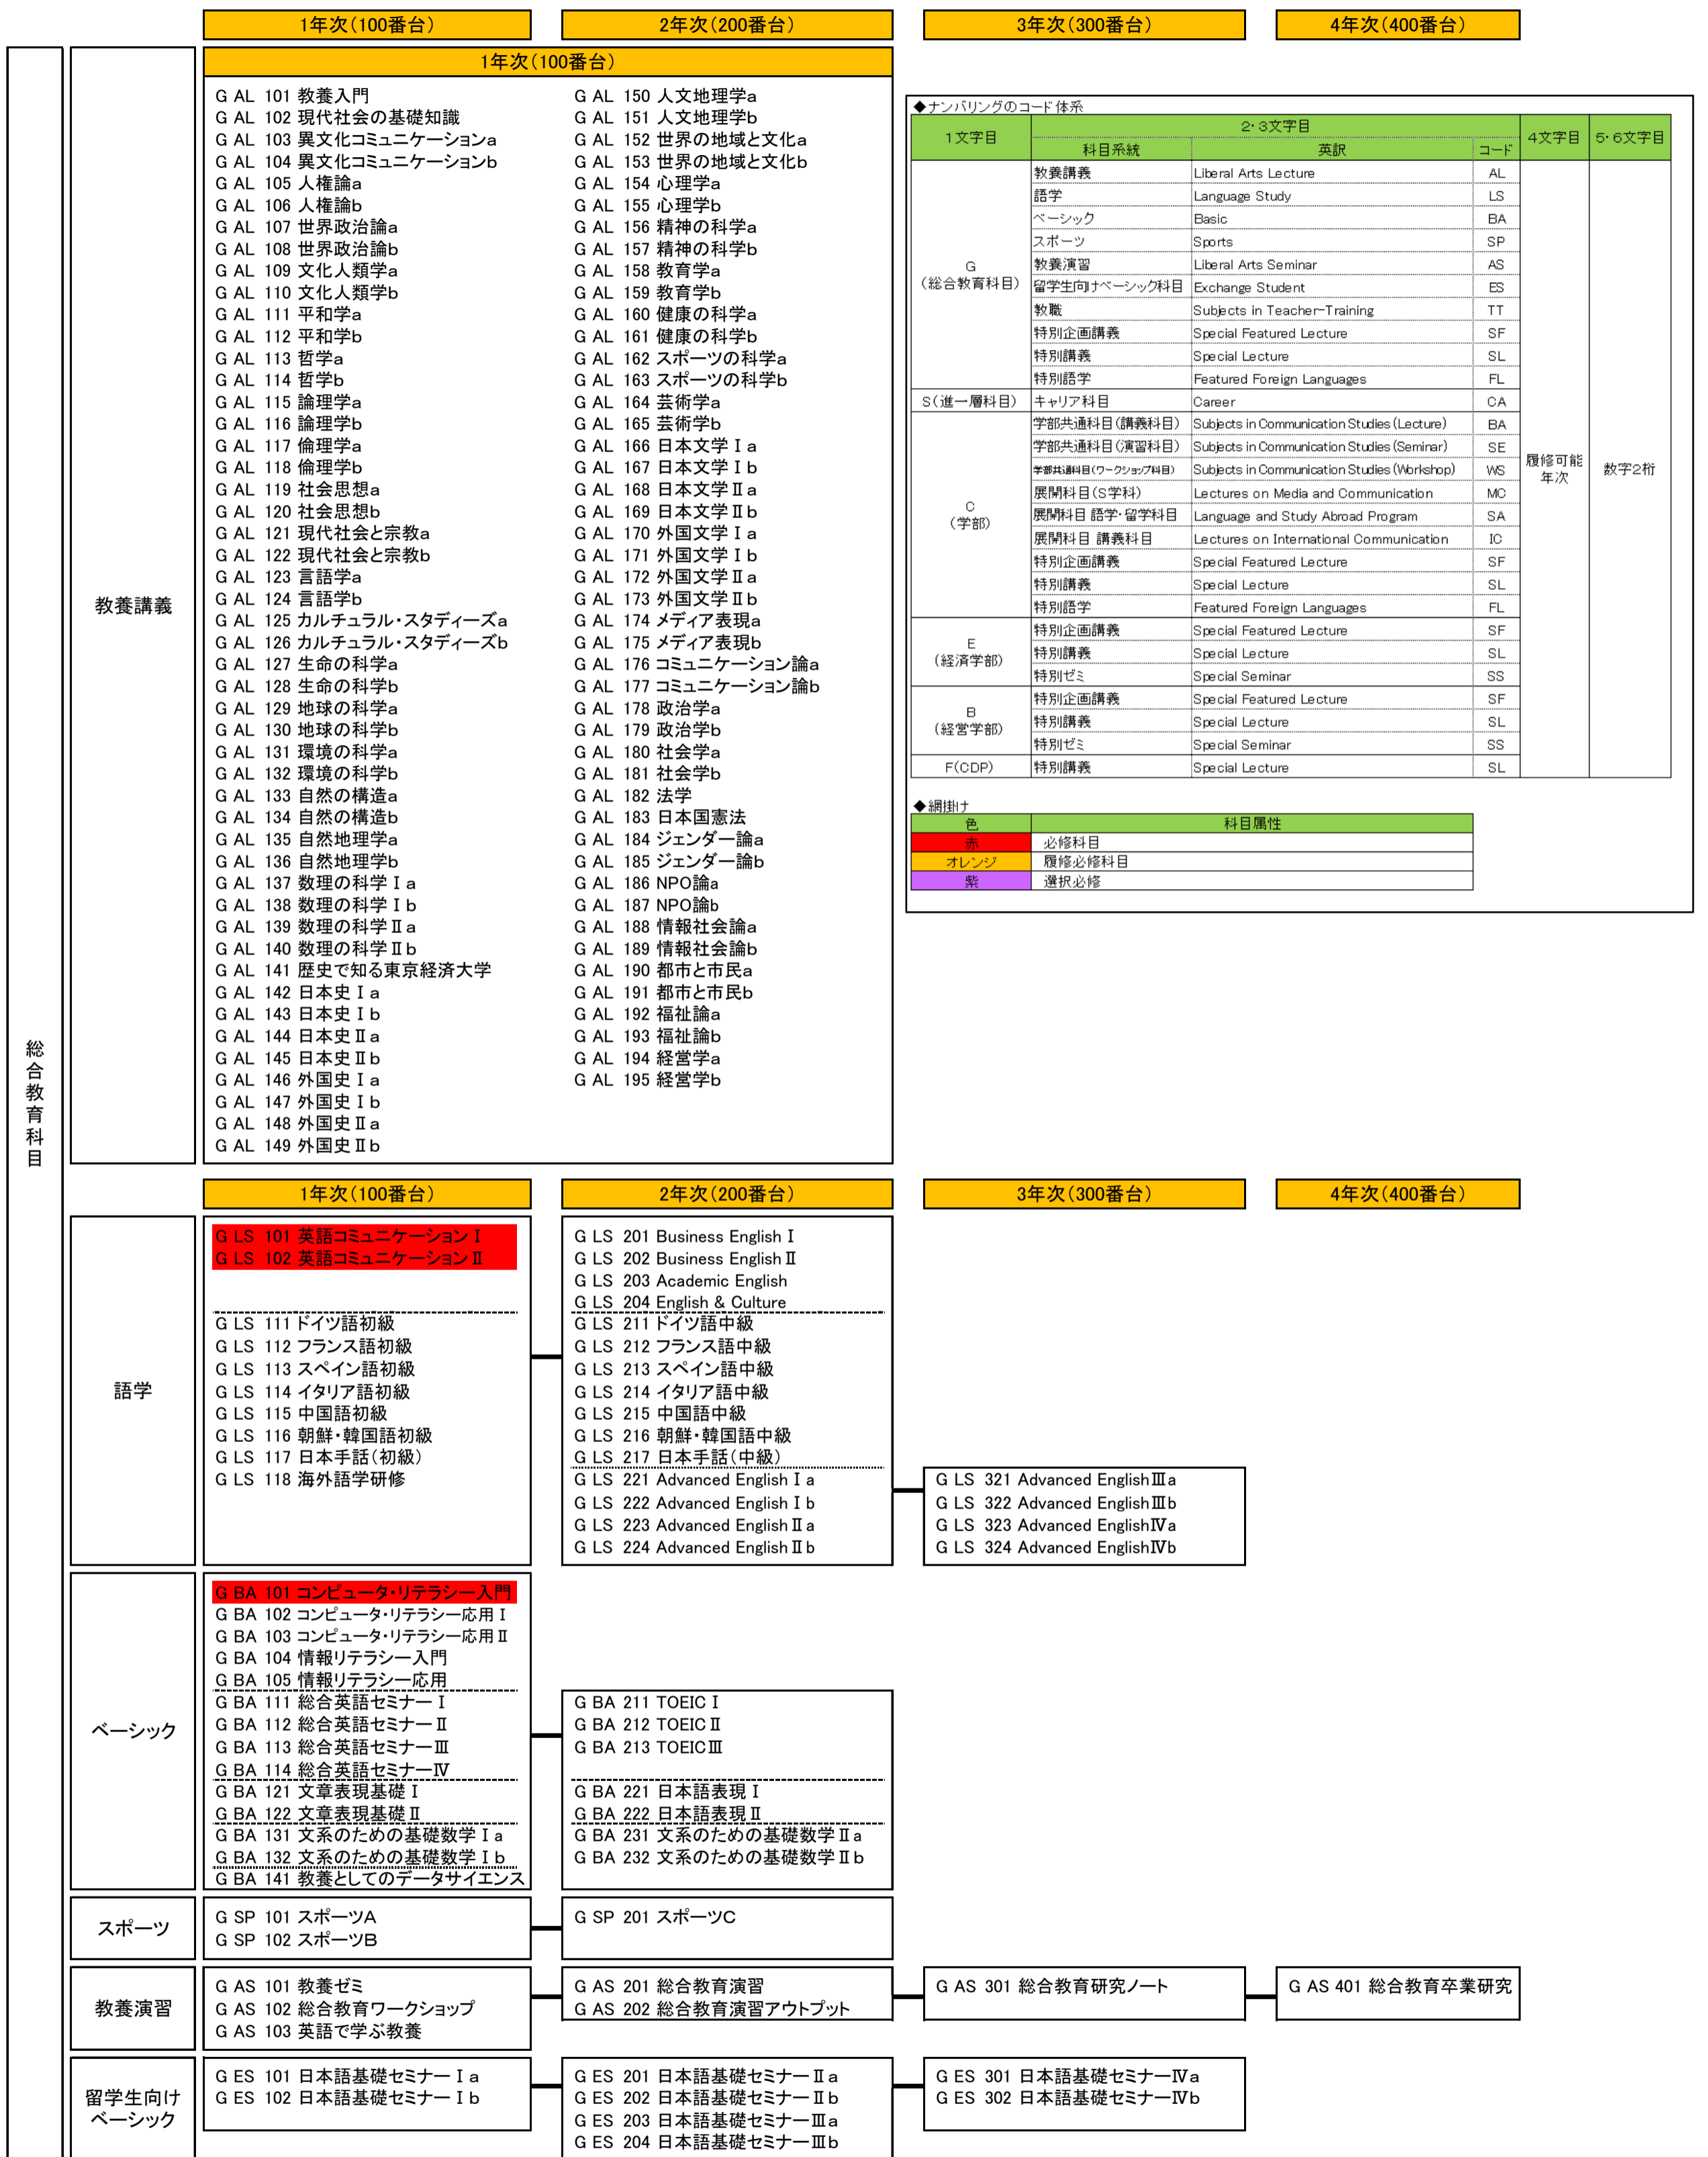 1年次(100番台)
2年次(200番台)
3年次(300番台)
4年次(400番台)
1年次(100番台)
総合教育科目
教養講義
G AL 101 教養入門
G AL 102 現代社会の基礎知識
G AL 103 異文化コミュニケーションa
G AL 104 異文化コミュニケーションb
G AL 105 人権論a
G AL 106 人権論b
G AL 107 世界政治論a
G AL 108 世界政治論b
G AL 109 文化人類学a
G AL 110 文化人類学b
G AL 111 平和学a
G AL 112 平和学b
G AL 113 哲学a
G AL 114 哲学b
G AL 115 論理学a
G AL 116 論理学b
G AL 117 倫理学a
G AL 118 倫理学b
G AL 119 社会思想a
G AL 120 社会思想b
G AL 121 現代社会と宗教a
G AL 122 現代社会と宗教b
G AL 123 言語学a
G AL 124 言語学b
G AL 125 カルチュラル・スタディーズa
G AL 126 カルチュラル・スタディーズb
G AL 127 生命の科学a
G AL 128 生命の科学b
G AL 129 地球の科学a
G AL 130 地球の科学b
G AL 131 環境の科学a
G AL 132 環境の科学b
G AL 133 自然の構造a
G AL 134 自然の構造b
G AL 135 自然地理学a
G AL 136 自然地理学b
G AL 137 数理の科学Ⅰa
G AL 138 数理の科学Ⅰb
G AL 139 数理の科学Ⅱa
G AL 140 数理の科学Ⅱb
G AL 141 歴史で知る東京経済大学
G AL 142 日本史Ⅰa
G AL 143 日本史Ⅰb
G AL 144 日本史Ⅱa
G AL 145 日本史Ⅱb
G AL 146 外国史Ⅰa
G AL 147 外国史Ⅰb
G AL 148 外国史Ⅱa
G AL 149 外国史Ⅱb
G AL 150 人文地理学a
G AL 151 人文地理学b
G AL 152 世界の地域と文化a
G AL 153 世界の地域と文化b
G AL 154 心理学a
G AL 155 心理学b
G AL 156 精神の科学a
G AL 157 精神の科学b
G AL 158 教育学a
G AL 159 教育学b
G AL 160 健康の科学a
G AL 161 健康の科学b
G AL 162 スポーツの科学a
G AL 163 スポーツの科学b
G AL 164 芸術学a
G AL 165 芸術学b
G AL 166 日本文学Ⅰa
G AL 167 日本文学Ⅰb
G AL 168 日本文学Ⅱa
G AL 169 日本文学Ⅱb
G AL 170 外国文学Ⅰa
G AL 171 外国文学Ⅰb
G AL 172 外国文学Ⅱa
G AL 173 外国文学Ⅱb
G AL 174 メディア表現a
G AL 175 メディア表現b
G AL 176 コミュニケーション論a
G AL 177 コミュニケーション論b
G AL 178 政治学a
G AL 179 政治学b
G AL 180 社会学a
G AL 181 社会学b
G AL 182 法学
G AL 183 日本国憲法
G AL 184 ジェンダー論a
G AL 185 ジェンダー論b
G AL 186 NPO論a
G AL 187 NPO論b
G AL 188 情報社会論a
G AL 189 情報社会論b
G AL 190 都市と市民a
G AL 191 都市と市民b
G AL 192 福祉論a
G AL 193 福祉論b
G AL 194 経営学a
G AL 195 経営学b
◆ナンバリングのコード体系
1文字目 2・3文字目 4文字目 5・6文字目
科目系統 英訳 コード
G
(総合教育科目)
教養講義 Liberal Arts Lecture AL
語学 Language Study LS
ベーシック Basic BA
スポーツ Sports SP
教養演習 Liberal Arts Seminar AS
留学生向けベーシック科目 Exchange Student ES
教職 Subjects in Teacher-Training TT
特別企画講義 Special Featured Lecture SF
特別講義 Special Lecture SL
特別語学 Featured Foreign Languages FL
S(進一層科目) キャリア科目 Career CA
C
(学部)
学部共通科目(講義科目) Subjects in Communication Studies(Lecture) BA
学部共通科目(演習科目) Subjects in Communication Studies(Seminar) SE
学部共通科目(ワークショップ科目) Subjects in Communication Studies(Workshop) WS
展開科目(S学科) Lectures on Media and Communication MC
展開科目 語学・留学科目 Language and Study Abroad Program SA
展開科目 講義科目 Lectures on International Communication IC
特別企画講義 Special Featured Lecture SF
特別講義 Special Lecture SL
特別語学 Featured Foreign Languages FL
E
(経済学部)
特別企画講義 Special Featured Lecture SF
特別講義 Special Lecture SL
特別ゼミ Special Seminar SS
B
(経営学部)
特別企画講義 Special Featured Lecture SF
特別講義 Special Lecture SL
特別ゼミ Special Seminar SS
F(CDP) 特別講義 Special Lecture SL
履修可能
年次
数字2桁
◆網掛け
色 科目属性
赤 必修科目
オレンジ 履修必修科目
紫 選択必修
1年次(100番台)
2年次(200番台)
3年次(300番台)
4年次(400番台)
語学
G LS 101 英語コミュニケーションⅠ
G LS 102 英語コミュニケーションⅡ
G LS 111 ドイツ語初級
G LS 112 フランス語初級
G LS 113 スペイン語初級
G LS 114 イタリア語初級
G LS 115 中国語初級
G LS 116 朝鮮・韓国語初級
G LS 117 日本手話(初級)
G LS 118 海外語学研修
G LS 201 Business EnglishⅠ
G LS 202 Business EnglishⅡ
G LS 203 Academic English
G LS 204 English & Culture
G LS 211 ドイツ語中級
G LS 212 フランス語中級
G LS 213 スペイン語中級
G LS 214 イタリア語中級
G LS 215 中国語中級
G LS 216 朝鮮・韓国語中級
G LS 217 日本手話(中級)
G LS 221 Advanced EnglishⅠa
G LS 222 Advanced EnglishⅠb
G LS 223 Advanced EnglishⅡa
G LS 224 Advanced EnglishⅡb
G LS 321 Advanced EnglishⅢa
G LS 322 Advanced EnglishⅢb
G LS 323 Advanced EnglishⅣa
G LS 324 Advanced EnglishⅣb
ベーシック
G BA 101 コンピュータ・リテラシー入門
G BA 102 コンピュータ・リテラシー応用Ⅰ
G BA 103 コンピュータ・リテラシー応用Ⅱ
G BA 104 情報リテラシー入門
G BA 105 情報リテラシー応用
G BA 111 総合英語セミナーⅠ
G BA 112 総合英語セミナーⅡ
G BA 113 総合英語セミナーⅢ
G BA 114 総合英語セミナーⅣ
G BA 121 文章表現基礎Ⅰ
G BA 122 文章表現基礎Ⅱ
G BA 131 文系のための基礎数学Ⅰa
G BA 132 文系のための基礎数学Ⅰb
G BA 141 教養としてのデータサイエンス
G BA 211 TOEICⅠ
G BA 212 TOEICⅡ
G BA 213 TOEICⅢ
G BA 221 日本語表現Ⅰ
G BA 222 日本語表現Ⅱ
G BA 231 文系のための基礎数学Ⅱa
G BA 232 文系のための基礎数学Ⅱb
スポーツ
G SP 101 スポーツA
G SP 102 スポーツB
G SP 201 スポーツC
教養演習
G AS 101 教養ゼミ
G AS 102 総合教育ワークショップ
G AS 103 英語で学ぶ教養
G AS 201 総合教育演習
G AS 202 総合教育演習アウトプット
G AS 301 総合教育研究ノート
G AS 401 総合教育卒業研究
留学生向け
ベーシック
G ES 101 日本語基礎セミナーⅠa
G ES 102 日本語基礎セミナーⅠb
G ES 201 日本語基礎セミナーⅡa
G ES 202 日本語基礎セミナーⅡb
G ES 203 日本語基礎セミナーⅢa
G ES 204 日本語基礎セミナーⅢb
G ES 301 日本語基礎セミナーⅣa
G ES 302 日本語基礎セミナーⅣb